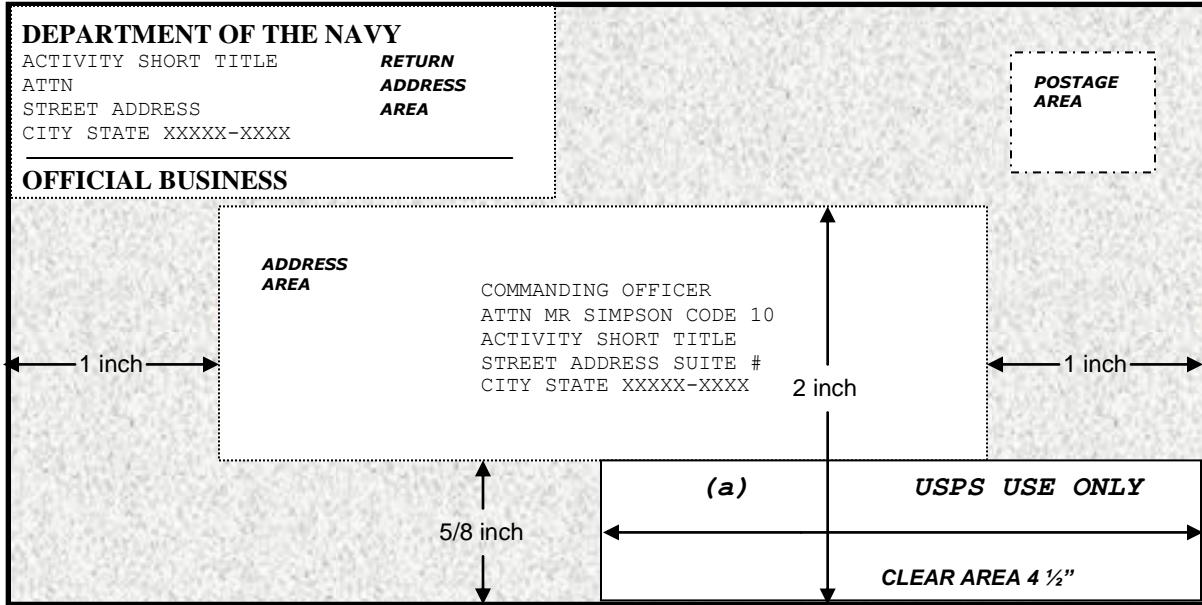 DEPARTMENT OF THE NAVY
ACTIVITY SHORT TITLE
ATTN
STREET ADDRESS
CITY STATE XXXXX-XXXX
RETURN
ADDRESS
AREA
OFFICIAL BUSINESS
POSTAGE
AREA
ADDRESS
AREA
COMMANDING OFFICER
ATTN MR SIMPSON CODE 10
ACTIVITY SHORT TITLE
STREET ADDRESS SUITE #
CITY STATE XXXXX-XXXX
1 inch
2 inch
1 inch
5/8 inch
(a) USPS USE ONLY
CLEAR AREA 4 ½”